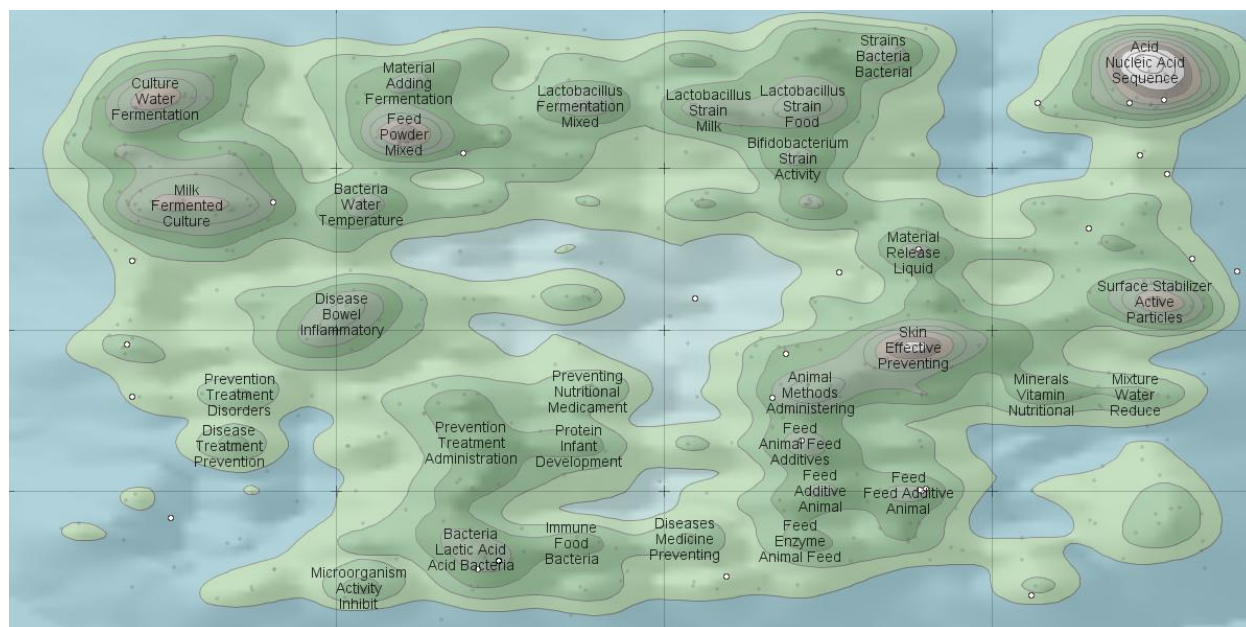 Culture
Water
Fermentation
Material
Adding
Fermentation
Feed
Powder
Mixed
Lactobacillus
Fermentation
Mixed
Lactobacillus
Strain
Milk
Lactobacillus
Strain
Food
Strains
Bacteria
Bacterial
Acid
Nucleic Acid
Sequence
Bifidobacterium
Strain
Activity
Milk
Fermented
Culture
Bacteria
Water
Temperature
Material
Release
Liquid
Surface Stabilizer
Active
Particles
Disease
Bowel
Inflammatory
Skin
Effective
Preventing
Prevention
Treatment
Disorders
Preventing
Nutritional
Medicament
Animal
Methods
Administering
Minerals
Vitamin
Nutritional
Mixture
Water
Reduce
Disease
Treatment
Prevention
Prevention
Treatment
Administration
Protein
Infant
Development
Feed
Animal Feed
Additives
Feed
Additive
Animal
Feed
Feed Additive
Animal
Bacteria
Lactic Acid
Acid Bacteria
Immune
Food
Bacteria
Diseases
Medicine
Preventing
Feed
Enzyme
Animal Feed
Microorganism
Activity
Inhibit